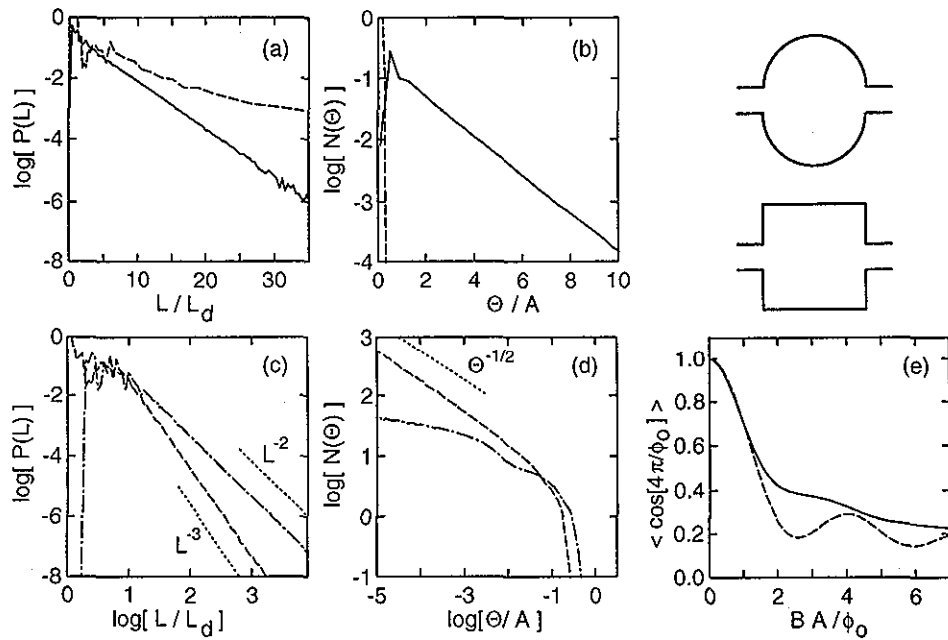 (a)
log[ P(L) ]
0
-2
-4
-6
-8
0 10 20 30
L / L_d
(b)
log[ N(Θ) ]
0
-1
-2
-3
-4
0 2 4 6 8 10
Θ / A
(c)
log[ P(L) ]
0
-2
-4
-6
-8
L^-2
L^-3
0 1 2 3
log[ L / L_d ]
(d)
log[ N(Θ) ]
3
2
1
0
-1
Θ^-1/2
-5 -3 -1 0
log[Θ/ A ]
(e)
< cos[4π/ϕ_o] >
1.0
0.8
0.6
0.4
0.2
0.0
0 2 4 6
B A / ϕ_o